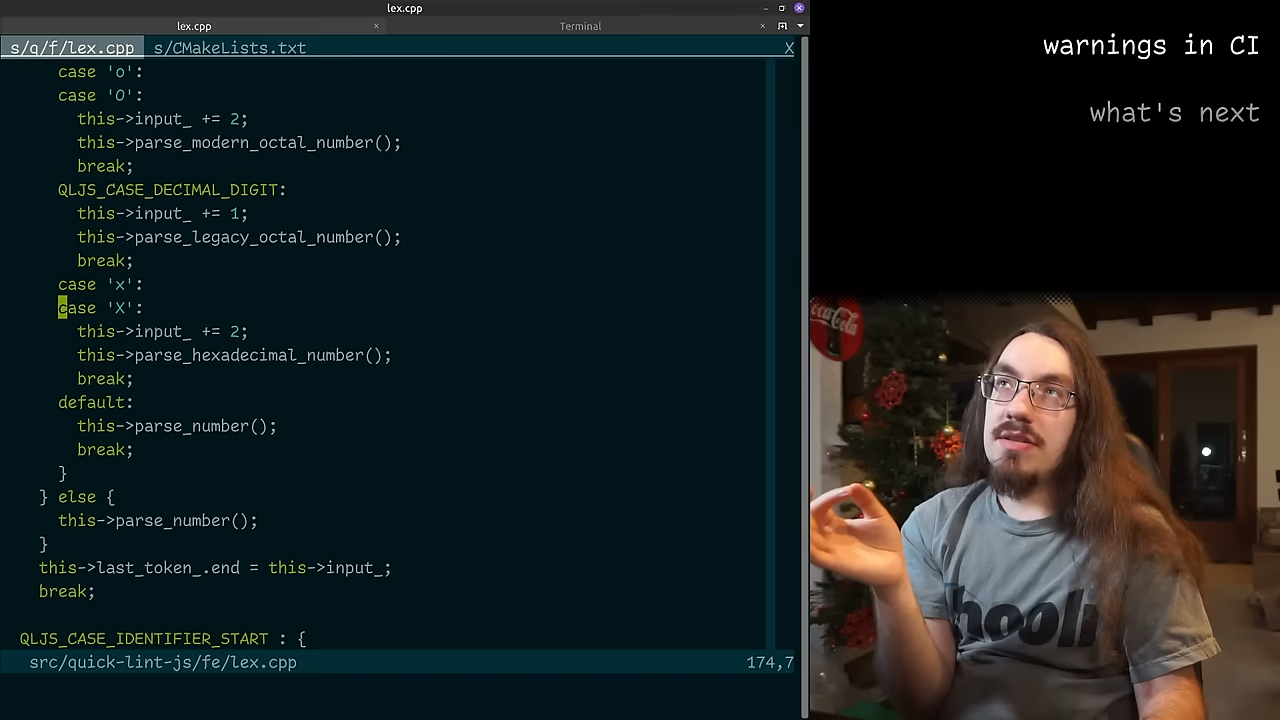 lex.cpp
lex.cpp × Terminal ×
s/q/f/lex.cpp s/CMakeLists.txt X
case 'o':
case 'O':
this->input_ += 2;
this->parse_modern_octal_number();
break;
QLJS_CASE_DECIMAL_DIGIT:
this->input_ += 1;
this->parse_legacy_octal_number();
break;
case 'x':
case 'X':
this->input_ += 2;
this->parse_hexadecimal_number();
break;
default:
this->parse_number();
break;
}
} else {
this->parse_number();
}
this->last_token_.end = this->input_;
break;
QLJS_CASE_IDENTIFIER_START : {
src/quick-lint-js/fe/lex.cpp 174,7
warnings in CI
what's next
Coca-Cola
hooli